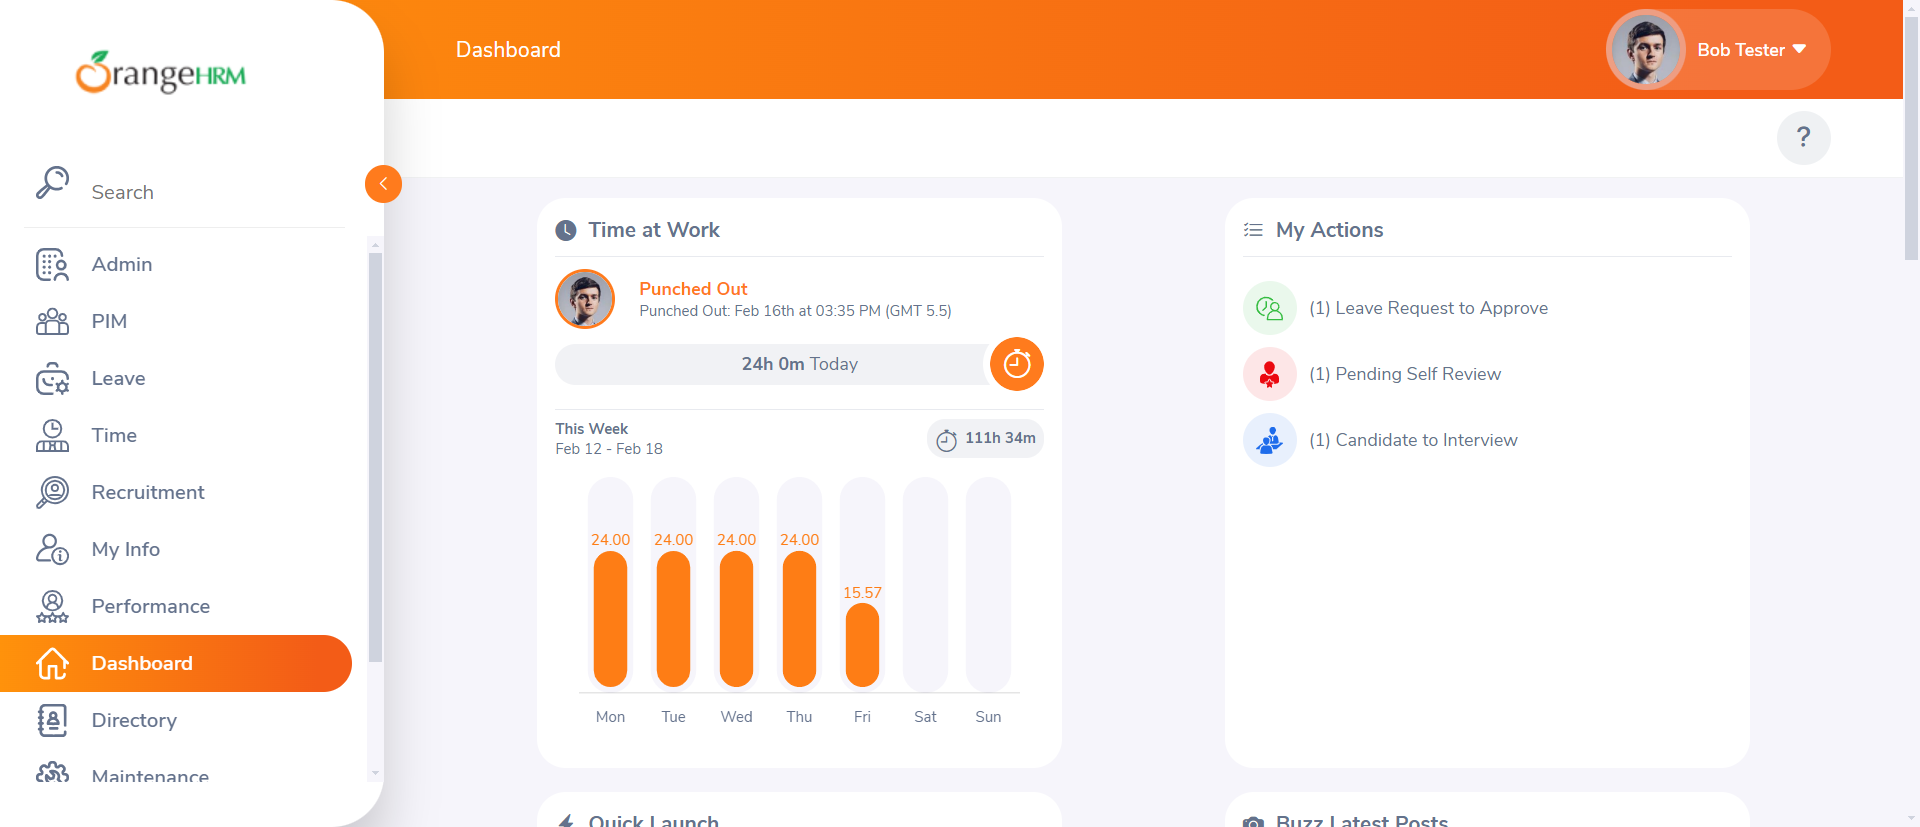 OrangeHRM
Search
Admin
PIM
Leave
Time
Recruitment
My Info
Performance
Dashboard
Directory
Maintenance
Dashboard
Bob Tester
?
Time at Work
Punched Out
Punched Out: Feb 16th at 03:35 PM (GMT 5.5)
24h 0m Today
This Week
Feb 12 - Feb 18
111h 34m
24.00 24.00 24.00 24.00
15.57
Mon Tue Wed Thu Fri Sat Sun
My Actions
(1) Leave Request to Approve
(1) Pending Self Review
(1) Candidate to Interview
Quick Launch
Buzz Latest Posts